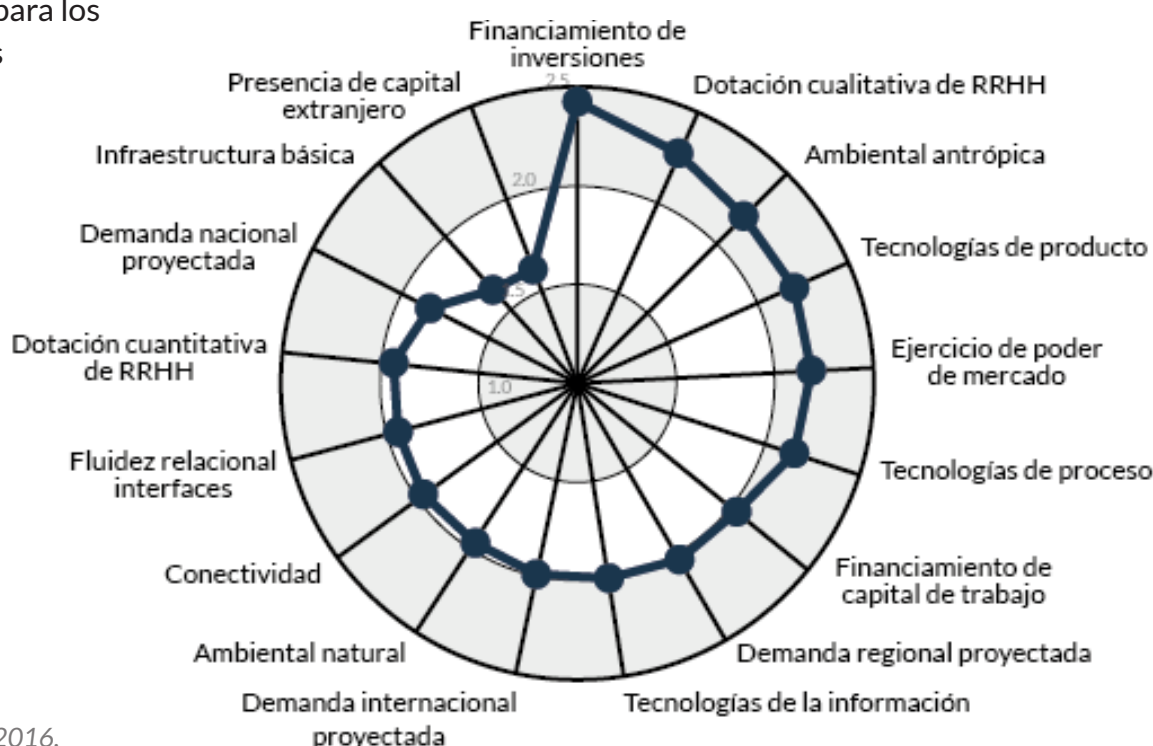 para los
s
Financiamiento de
inversiones
2.5
Dotación cualitativa de RRHH
Ambiental antrópica
Tecnologías de producto
Ejercicio de poder
de mercado
Tecnologías de proceso
Financiamiento de
capital de trabajo
Demanda regional proyectada
Tecnologías de la información
Demanda internacional
proyectada
Ambiental natural
Conectividad
Fluidez relacional
interfaces
Dotación cuantitativa
de RRHH
Demanda nacional
proyectada
Infraestructura básica
Presencia de capital
extranjero
2.0
.5
1.0
2016.